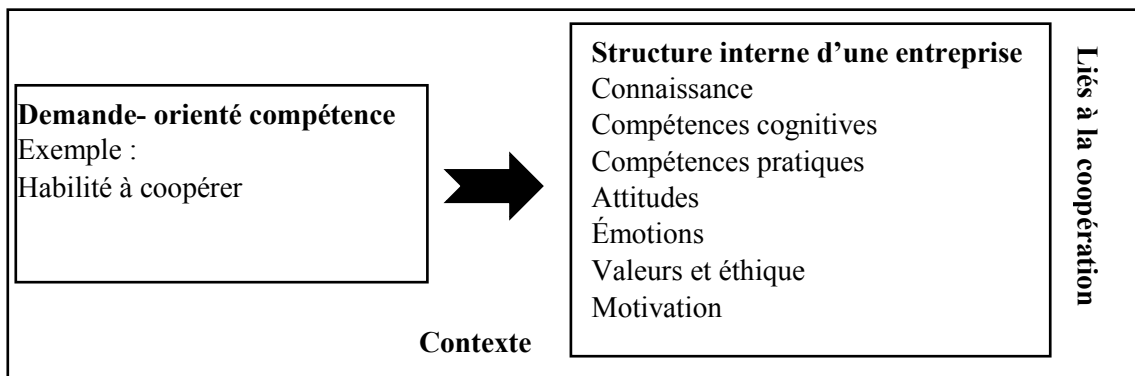 Demande- orienté compétence
Exemple :
Habilité à coopérer
Structure interne d’une entreprise
Connaissance
Compétences cognitives
Compétences pratiques
Attitudes
Émotions
Valeurs et éthique
Motivation
Liés à la coopération
Contexte